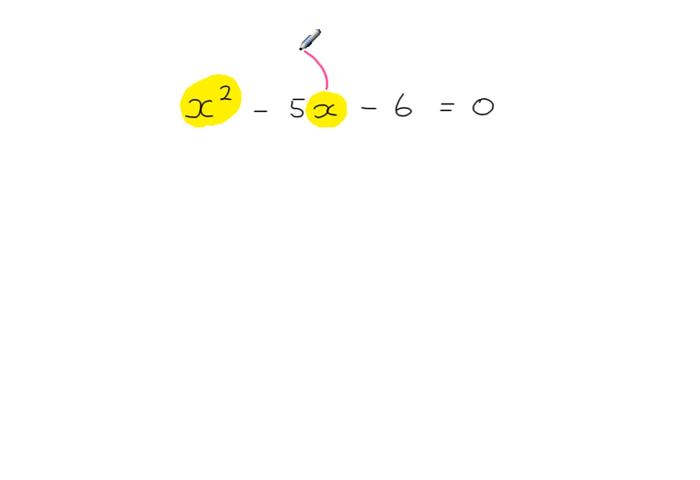 x² - 5x - 6 = 0